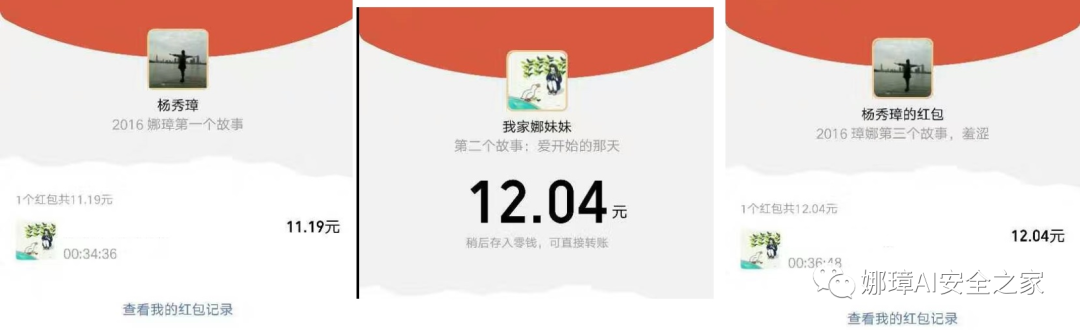 杨秀璋
2016 娜璋第一个故事
1个红包共11.19元
11.19元
00:34:36
查看我的红包记录
我家娜妹妹
第二个故事：爱开始的那天
12.04元
稍后存入零钱，可直接转账
杨秀璋的红包
2016 璋娜第三个故事，羞涩
1个红包共12.04元
12.04元
00:36:48
查看我的红包记录
娜璋AI安全之家